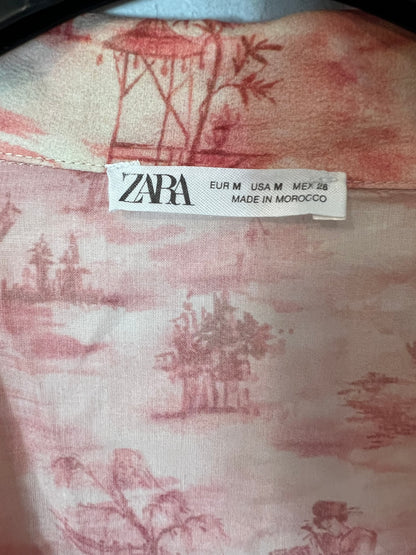 ZARA
EUR M USA M MEX 28
MADE IN MOROCCO